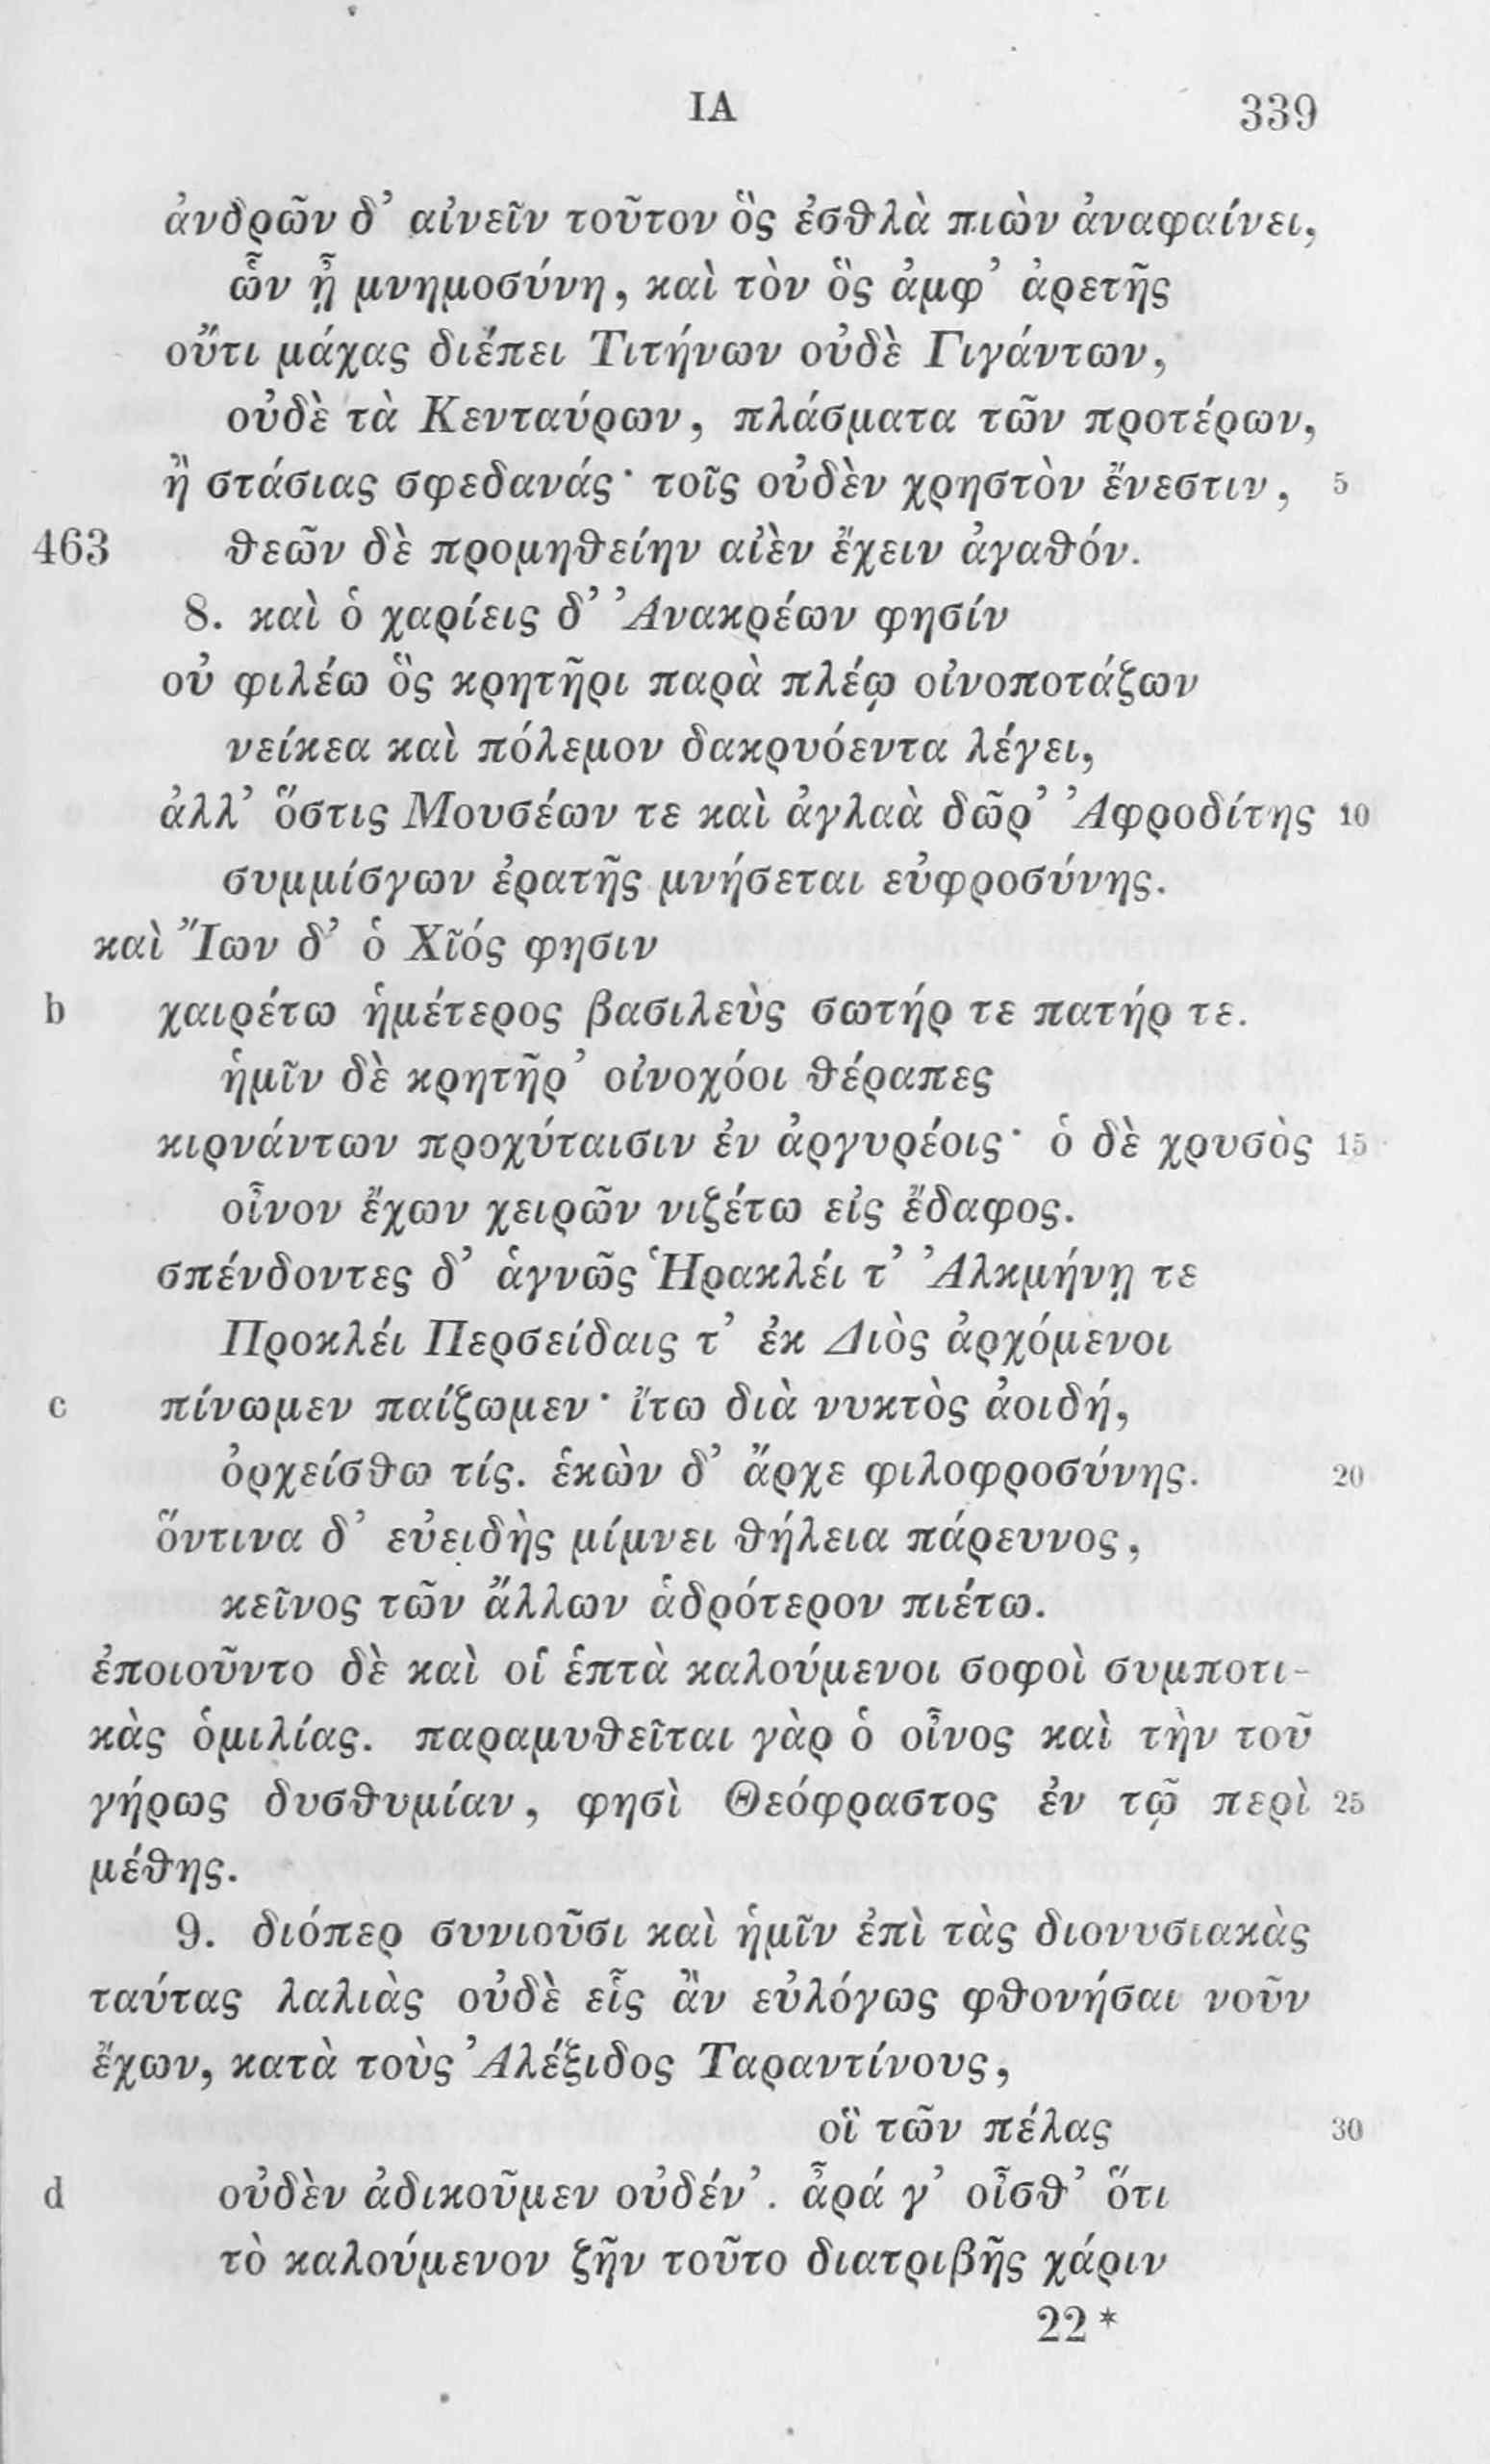 ΙΑ 339
ἀνδρῶν δ’ αἰνεῖν τοῦτον ὃς ἐσθλὰ πιὼν ἀναφαίνει,
ὧν ᾖ μνημοσύνη, καὶ τὸν ὃς ἀμφ’ ἀρετῆς
οὔτι μάχας διέπει Τιτήνων οὐδὲ Γιγάντων,
οὐδὲ τὰ Κενταύρων, πλάσματα τῶν προτέρων,
ἢ στάσιας σφεδανάς· τοῖς οὐδὲν χρηστὸν ἔνεστιν, 5
463 θεῶν δὲ προμηθείην αἰὲν ἔχειν ἀγαθόν.
8. καὶ ὁ χαρίεις δ’ Ἀνακρέων φησίν
οὐ φιλέω ὃς κρητῆρι παρὰ πλέῳ οἰνοποτάζων
νείκεα καὶ πόλεμον δακρυόεντα λέγει,
ἀλλ’ ὅστις Μουσέων τε καὶ ἀγλαὰ δῶρ’ Ἀφροδίτης 10
συμμίσγων ἐρατῆς μνήσεται εὐφροσύνης.
καὶ Ἴων δ’ ὁ Χῖός φησιν
b χαιρέτω ἡμέτερος βασιλεὺς σωτήρ τε πατήρ τε.
ἡμῖν δὲ κρητῆρ’ οἰνοχόοι θέραπες
κιρνάντων προχύταισιν ἐν ἀργυρέοις· ὁ δὲ χρυσὸς 15
οἶνον ἔχων χειρῶν νιζέτω εἰς ἔδαφος.
σπένδοντες δ’ ἁγνῶς Ἡρακλέι τ’ Ἀλκμήνῃ τε
Προκλέι Περσείδαις τ’ ἐκ Διὸς ἀρχόμενοι
c πίνωμεν παίζωμεν· ἴτω διὰ νυκτὸς ἀοιδή,
ὀρχείσθω τίς. ἑκὼν δ’ ἄρχε φιλοφροσύνης. 20
ὅντινα δ’ εὐειδὴς μίμνει θήλεια πάρευνος,
κεῖνος τῶν ἄλλων ἁδρότερον πιέτω.
ἐποιοῦντο δὲ καὶ οἱ ἑπτὰ καλούμενοι σοφοὶ συμποτι-
κὰς ὁμιλίας. παραμυθεῖται γὰρ ὁ οἶνος καὶ τὴν τοῦ
γήρως δυσθυμίαν, φησὶ Θεόφραστος ἐν τῷ περὶ 25
μέθης.
9. διόπερ συνιοῦσι καὶ ἡμῖν ἐπὶ τὰς διονυσιακὰς
ταύτας λαλιὰς οὐδὲ εἷς ἂν εὐλόγως φθονήσαι νοῦν
ἔχων, κατὰ τοὺς Ἀλέξιδος Ταραντίνους,
οἳ τῶν πέλας 30
d οὐδὲν ἀδικοῦμεν οὐδέν’. ἆρά γ’ οἶσθ’ ὅτι
τὸ καλούμενον ζῆν τοῦτο διατριβῆς χάριν
22*